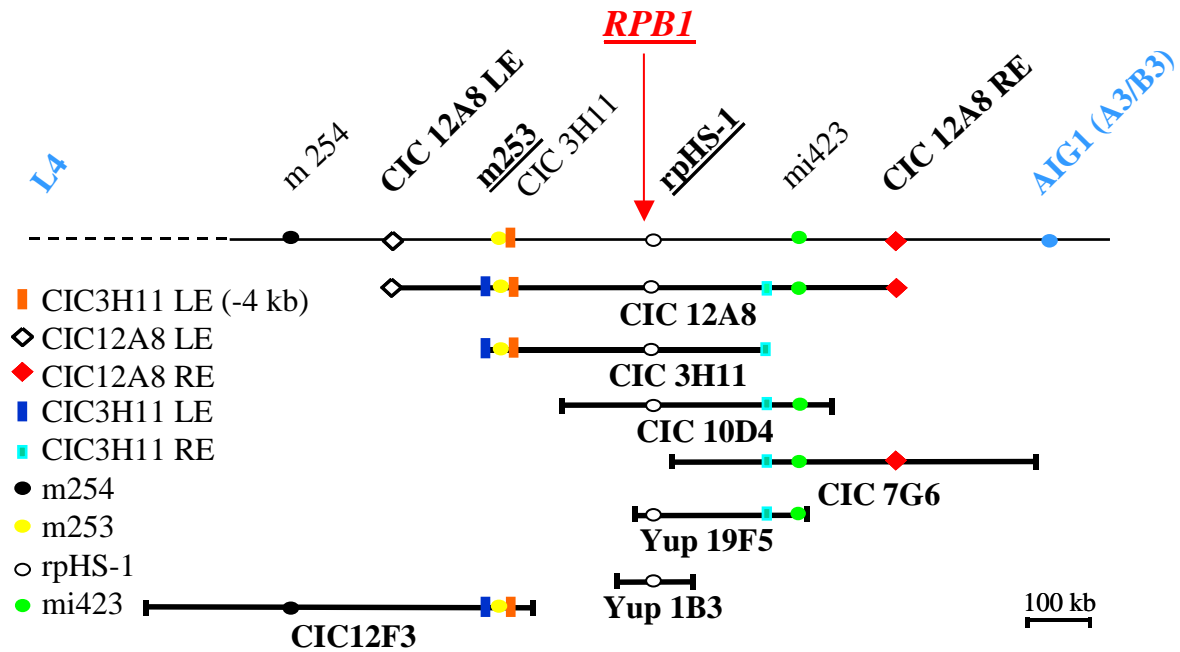 RPB1
L4
m 254
CIC 12A8 LE
m253
CIC 3H11
rpHS-1
mi423
CIC 12A8 RE
AIG1 (A3/B3)
CIC3H11 LE (-4 kb)
CIC12A8 LE
CIC12A8 RE
CIC3H11 LE
CIC3H11 RE
m254
m253
rpHS-1
mi423
CIC 12A8
CIC 3H11
CIC 10D4
CIC 7G6
Yup 19F5
Yup 1B3
CIC12F3
100 kb